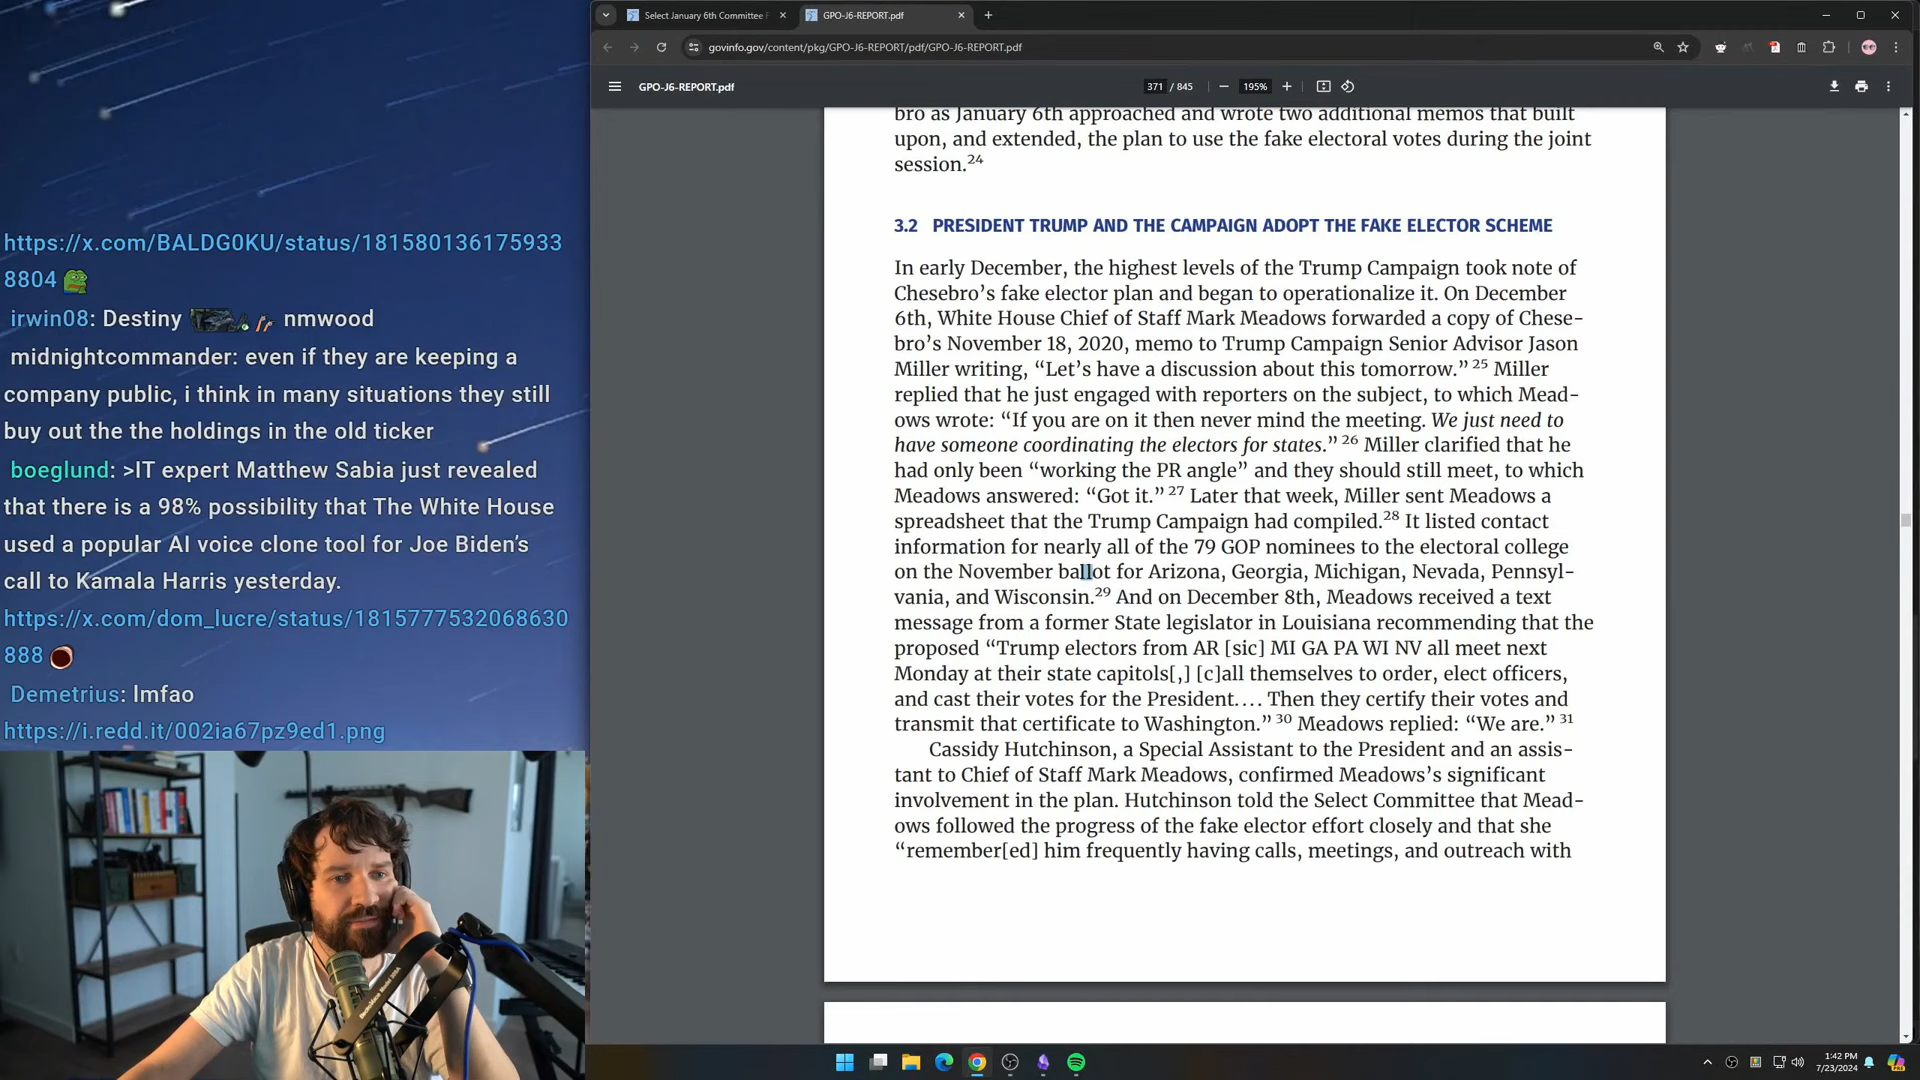 Select January 6th Committee F
GPO-J6-REPORT.pdf
govinfo.gov/content/pkg/GPO-J6-REPORT/pdf/GPO-J6-REPORT.pdf
GPO-J6-REPORT.pdf
371 / 845
195%
https://x.com/BALDG0KU/status/181580136175933
8804
irwin08: Destiny nmwood
midnightcommander: even if they are keeping a
company public, i think in many situations they still
buy out the the holdings in the old ticker
boeglund: >IT expert Matthew Sabia just revealed
that there is a 98% possibility that The White House
used a popular AI voice clone tool for Joe Biden's
call to Kamala Harris yesterday.
https://x.com/dom_lucre/status/18157777532068630
888
Demetrius: lmfao
https://i.redd.it/002ia67pz9ed1.png
bro as January 6th approached and wrote two additional memos that built
upon, and extended, the plan to use the fake electoral votes during the joint
session.24
3.2 PRESIDENT TRUMP AND THE CAMPAIGN ADOPT THE FAKE ELECTOR SCHEME
In early December, the highest levels of the Trump Campaign took note of
Chesebro’s fake elector plan and began to operationalize it. On December
6th, White House Chief of Staff Mark Meadows forwarded a copy of Chese-
bro’s November 18, 2020, memo to Trump Campaign Senior Advisor Jason
Miller writing, “Let’s have a discussion about this tomorrow.” 25 Miller
replied that he just engaged with reporters on the subject, to which Mead-
ows wrote: “If you are on it then never mind the meeting. We just need to
have someone coordinating the electors for states.” 26 Miller clarified that he
had only been “working the PR angle” and they should still meet, to which
Meadows answered: “Got it.” 27 Later that week, Miller sent Meadows a
spreadsheet that the Trump Campaign had compiled.28 It listed contact
information for nearly all of the 79 GOP nominees to the electoral college
on the November ballot for Arizona, Georgia, Michigan, Nevada, Pennsyl-
vania, and Wisconsin.29 And on December 8th, Meadows received a text
message from a former State legislator in Louisiana recommending that the
proposed “Trump electors from AR [sic] MI GA PA WI NV all meet next
Monday at their state capitols[,] [c]all themselves to order, elect officers,
and cast their votes for the President.... Then they certify their votes and
transmit that certificate to Washington.” 30 Meadows replied: “We are.” 31
Cassidy Hutchinson, a Special Assistant to the President and an assis-
tant to Chief of Staff Mark Meadows, confirmed Meadows’s significant
involvement in the plan. Hutchinson told the Select Committee that Mead-
ows followed the progress of the fake elector effort closely and that she
“remember[ed] him frequently having calls, meetings, and outreach with
1:42 PM
7/23/2024